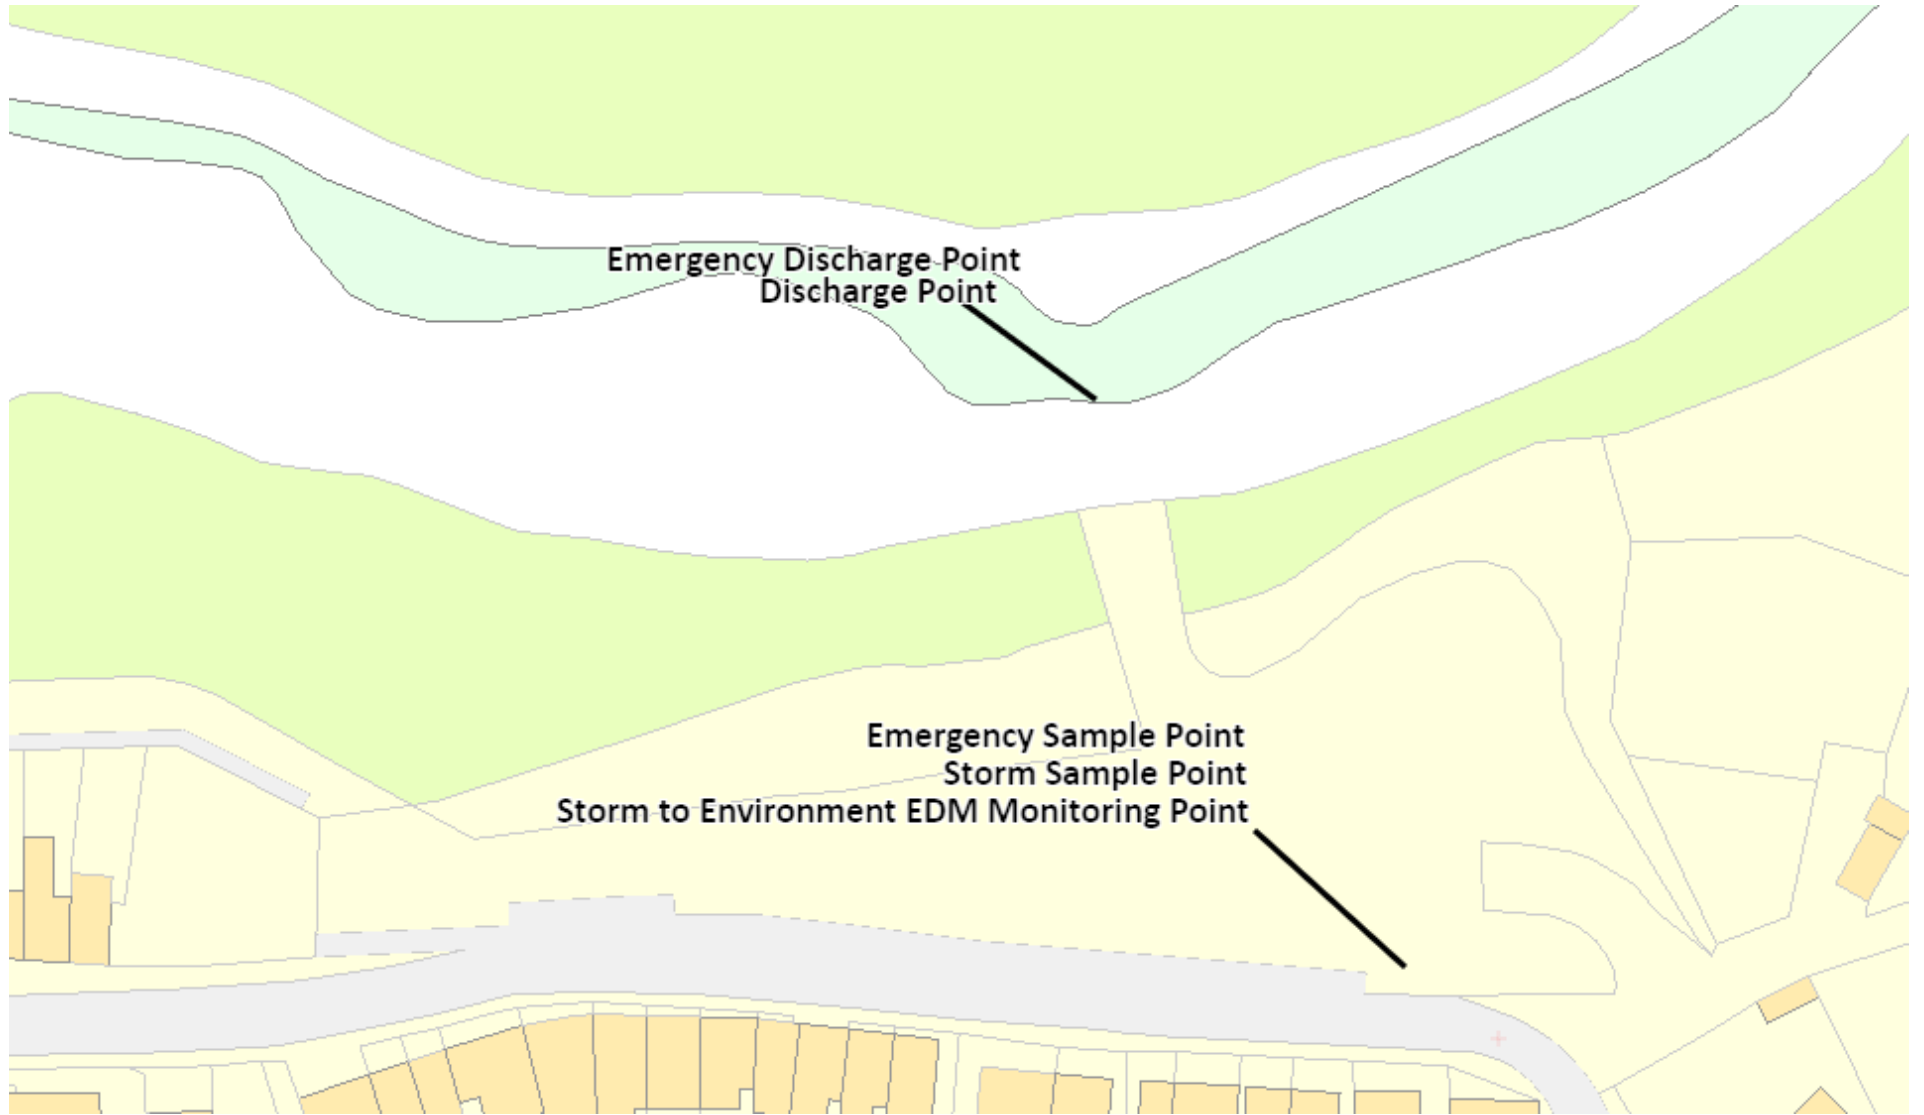 Emergency Discharge Point
Discharge Point
Emergency Sample Point
Storm Sample Point
Storm to Environment EDM Monitoring Point